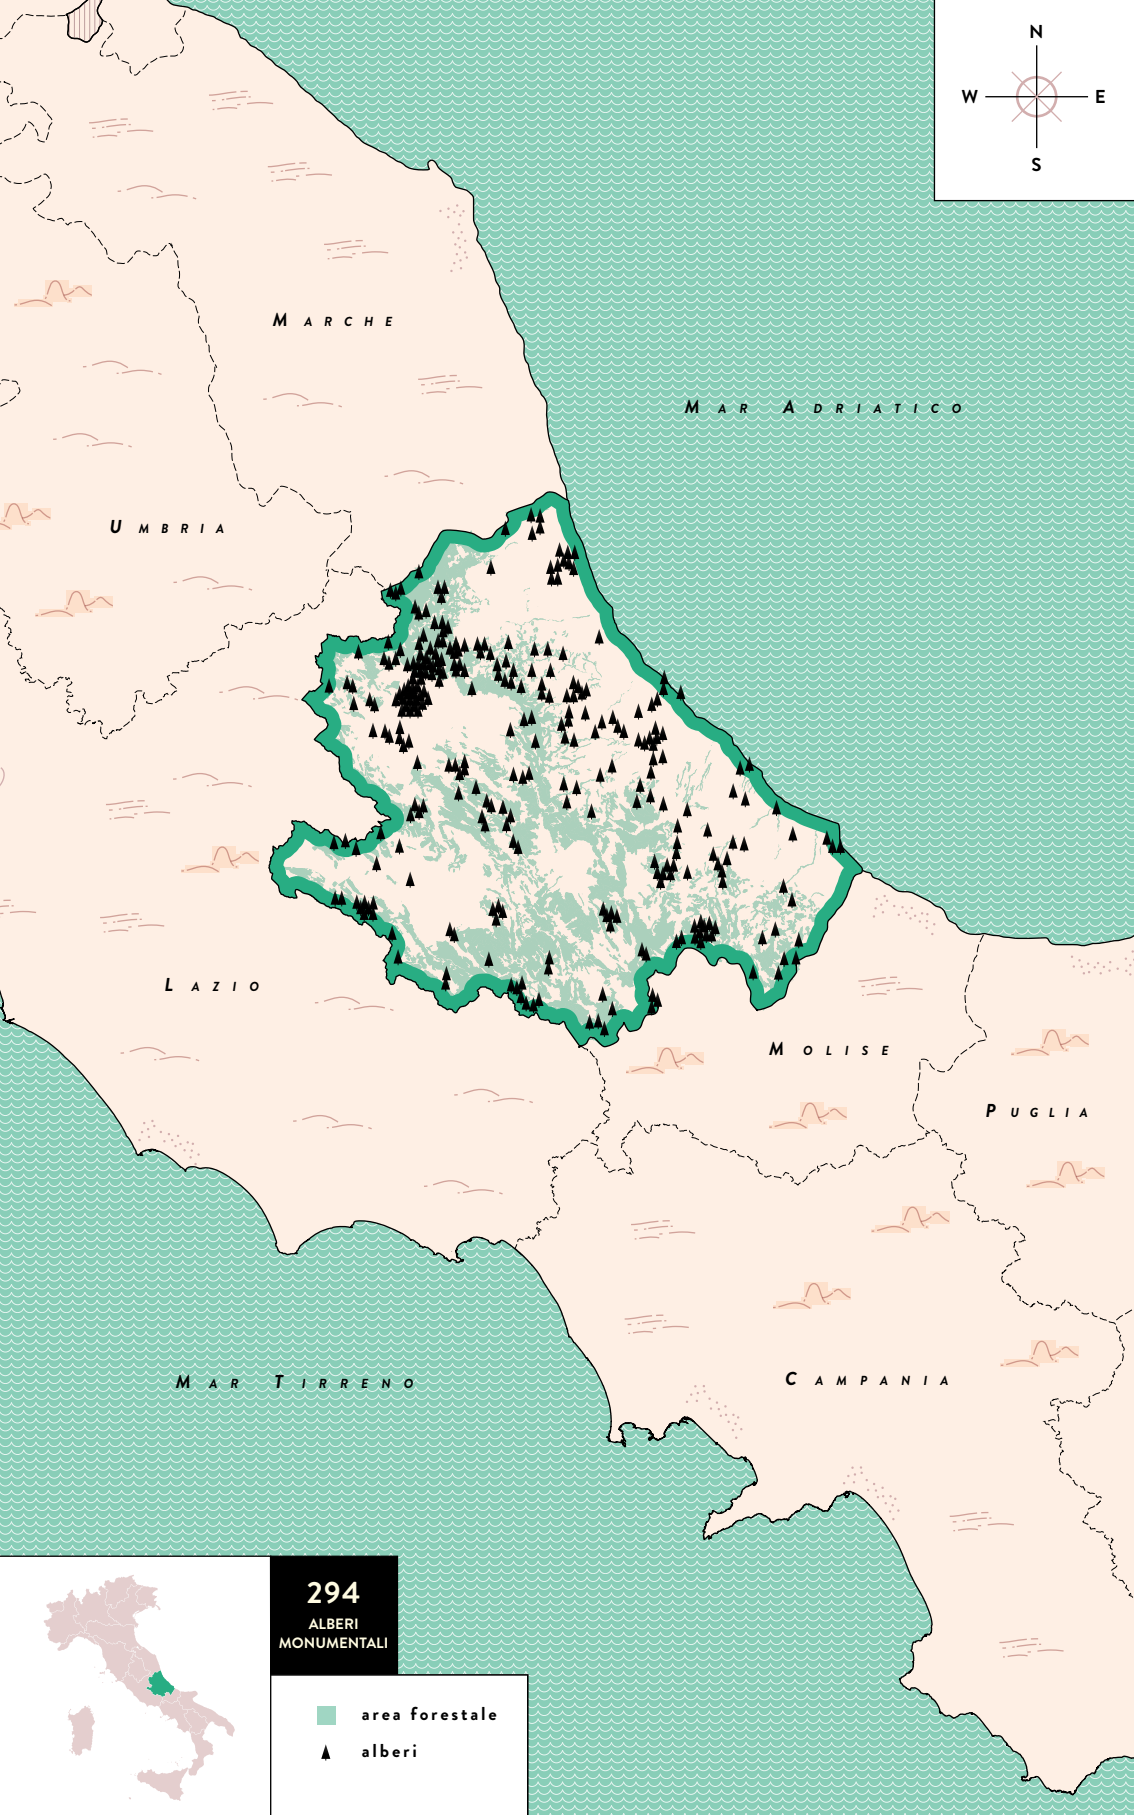 N
W E
S
MARCHE
MAR ADRIATICO
UMBRIA
LAZIO
MOLISE
PUGLIA
CAMPANIA
MAR TIRRENO
294
ALBERI
MONUMENTALI
area forestale
alberi